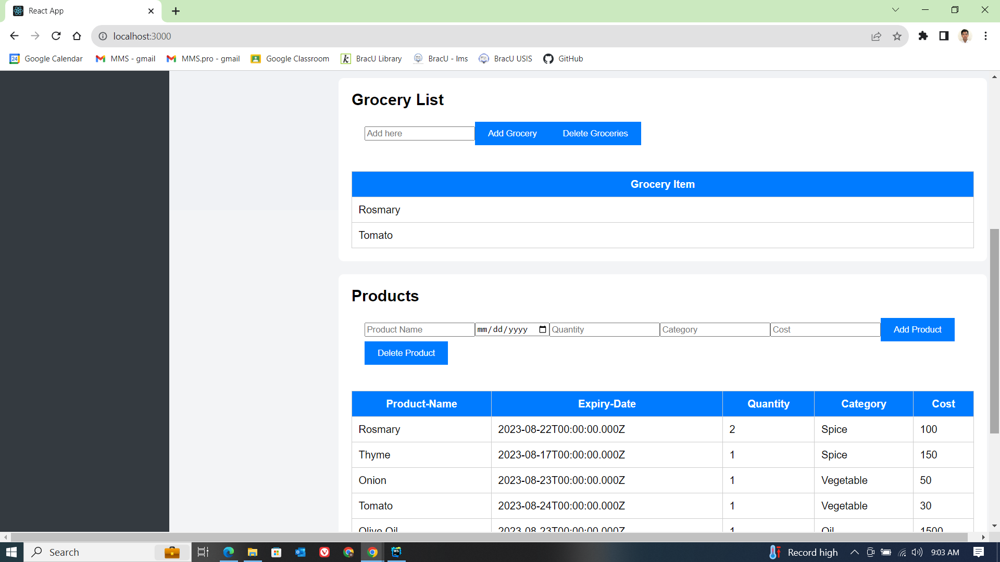 React App
localhost:3000
24 Google Calendar MMS - gmail MMS.pro - gmail Google Classroom k BracU Library BracU - lms BracU USIS GitHub
Grocery List
Add here Add Grocery Delete Groceries
Grocery Item
Rosmary
Tomato
Products
Product Name mm/dd/yyyy Quantity Category Cost Add Product
Delete Product
Product-Name Expiry-Date Quantity Category Cost
Rosmary 2023-08-22T00:00:00.000Z 2 Spice 100
Thyme 2023-08-17T00:00:00.000Z 1 Spice 150
Onion 2023-08-23T00:00:00.000Z 1 Vegetable 50
Tomato 2023-08-24T00:00:00.000Z 1 Vegetable 30
Olive Oil 2023-08-23T00:00:00.000Z 1 Oil 1500
Search WS Record high 9:03 AM